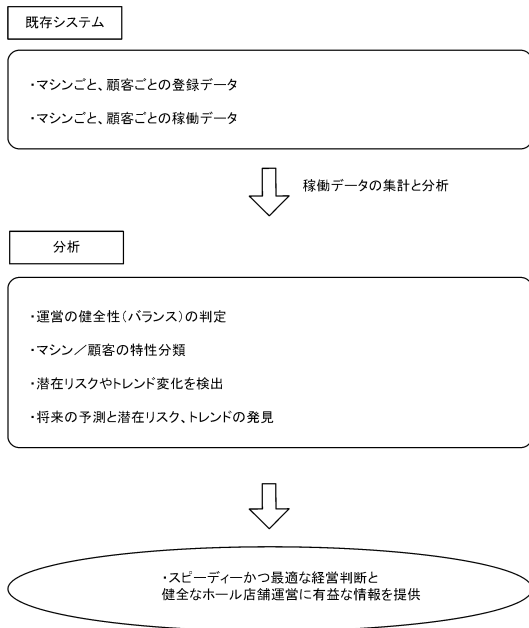 既存システム
・マシンごと、顧客ごとの登録データ
・マシンごと、顧客ごとの稼働データ
稼働データの集計と分析
分析
・運営の健全性(バランス)の判定
・マシン／顧客の特性分類
・潜在リスクやトレンド変化を検出
・将来の予測と潜在リスク、トレンドの発見
・スピーディーかつ最適な経営判断と
健全なホール店舗運営に有益な情報を提供